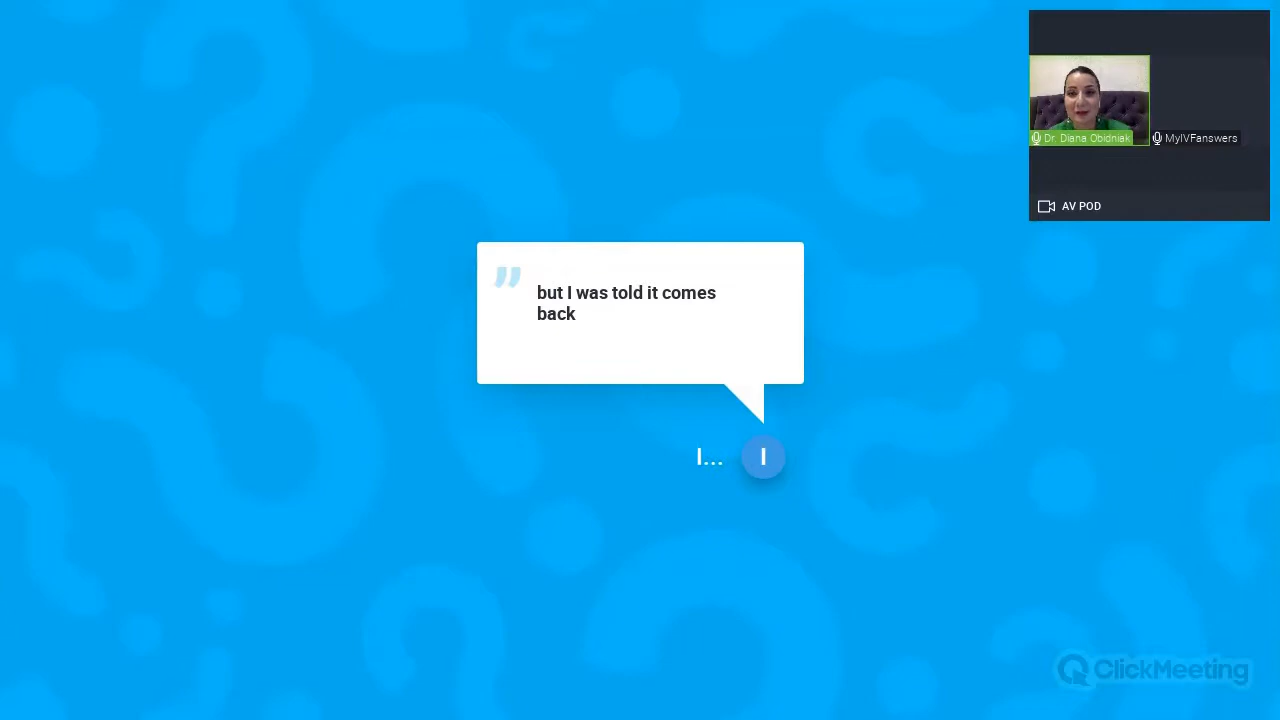 Dr. Diana Obidniak
MyIVFanswers
AV POD
” but I was told it comes
back
I... I
ClickMeeting